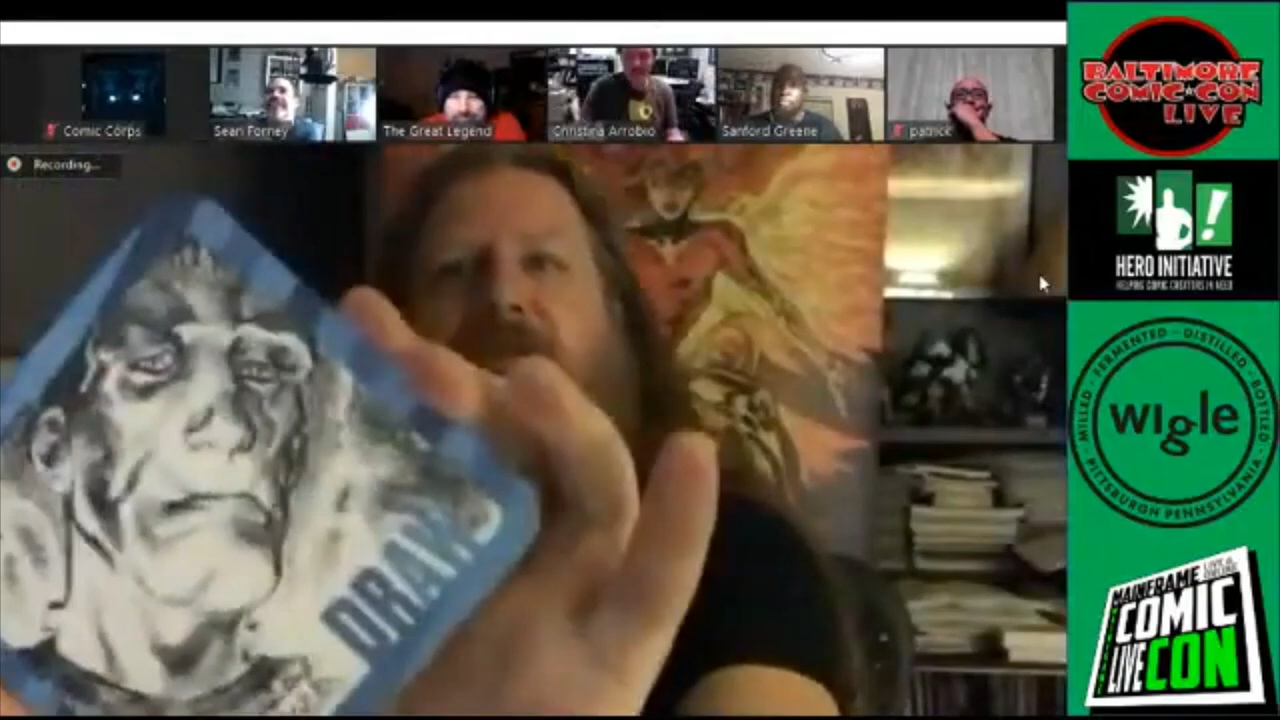 Comic Corps
Sean Forney
The Great Legend
Christina Arrobio
Sanford Greene
patrick
Recording...
DRAWS
BALTIMORE
COMIC-CON
LIVE
HERO INITIATIVE
HELPING COMIC CREATORS IN NEED
MILLED · FERMENTED · DISTILLED · BOTTLED
wigle
PITTSBURGH PENNSYLVANIA
MAINFRAME
COMIC
LIVE CON